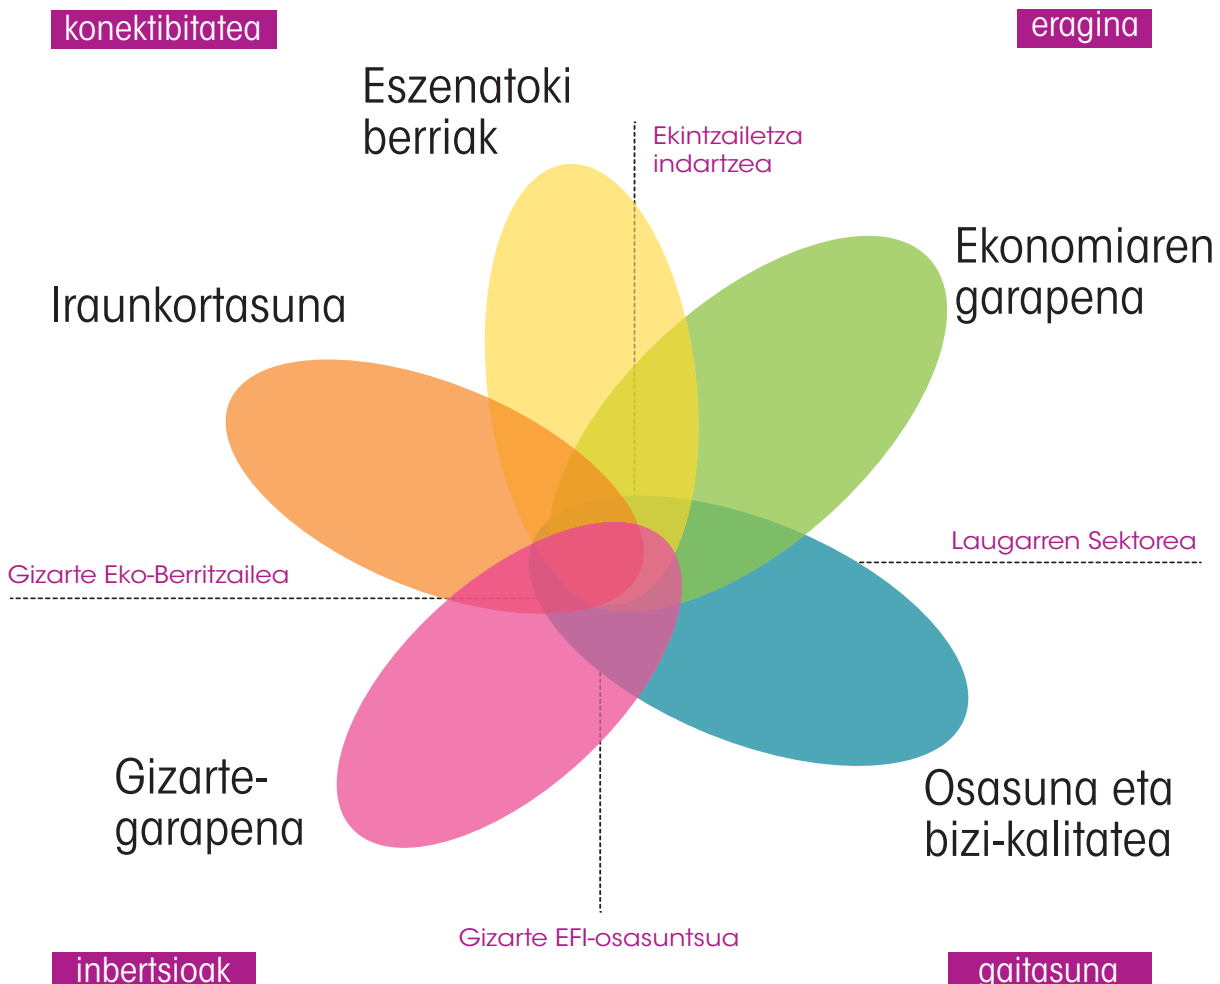 konektibitatea
eragina
Eszenatoki
berriak
Ekintzailetza
indartzea
Ekonomiaren
garapena
Iraunkortasuna
Laugarren Sektorea
Gizarte Eko-Berritzailea
Gizarte-
garapena
Osasuna eta
bizi-kalitatea
Gizarte EFI-osasuntsua
inbertsioak
gaitasuna